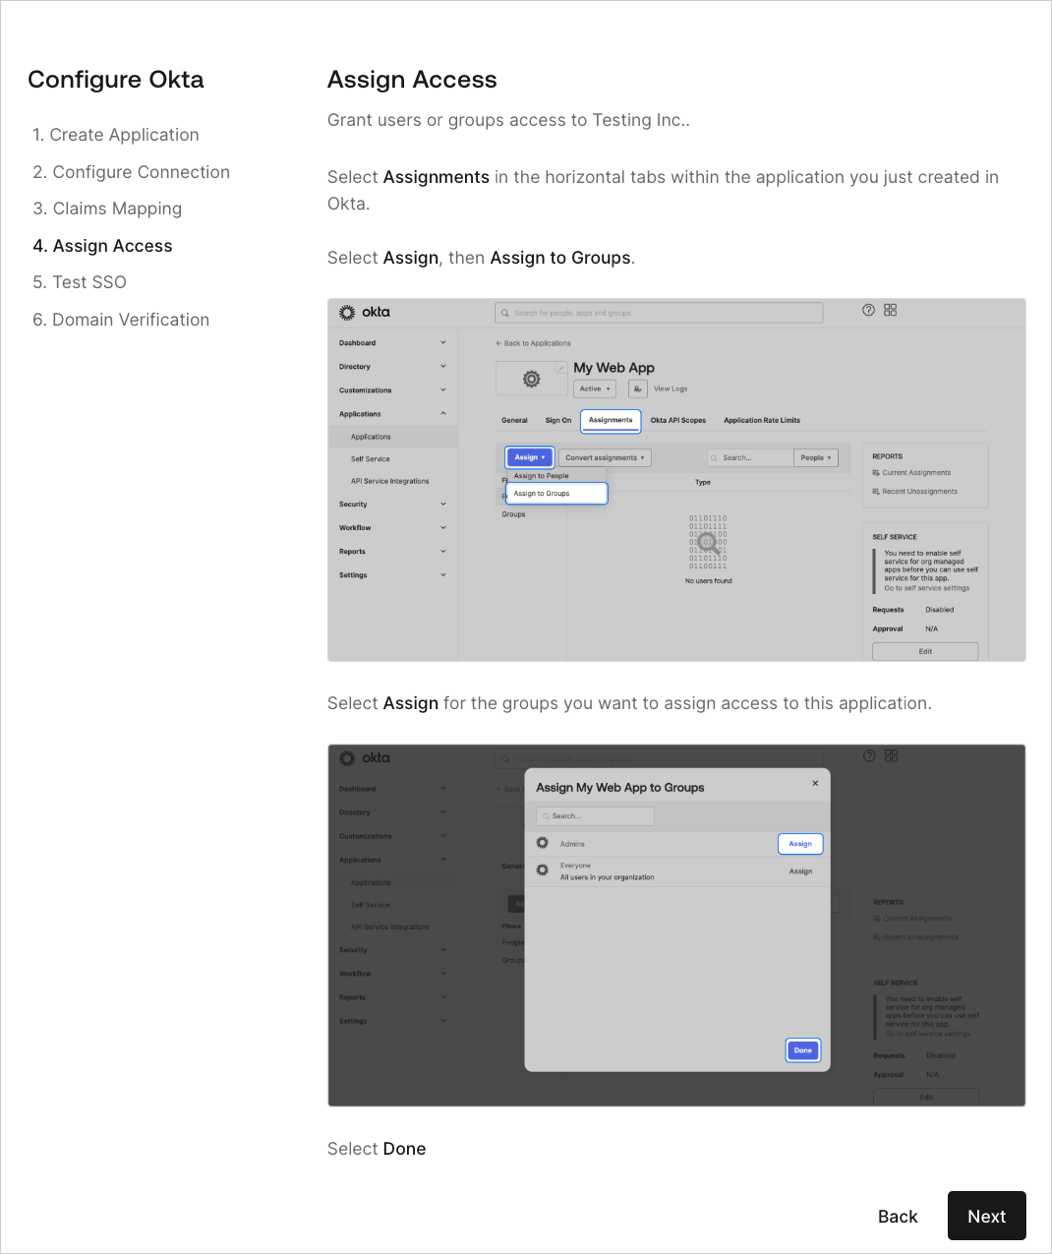 Configure Okta
1. Create Application
2. Configure Connection
3. Claims Mapping
4. Assign Access
5. Test SSO
6. Domain Verification
Assign Access
Grant users or groups access to Testing Inc..
Select Assignments in the horizontal tabs within the application you just created in
Okta.
Select Assign, then Assign to Groups.
okta
Search for people, apps and groups
Dashboard
Directory
Customizations
Applications
Applications
Self Service
API Service Integrations
Security
Workflow
Reports
Settings
← Back to Applications
My Web App
Active
View Logs
General Sign On Assignments Okta API Scopes Application Rate Limits
Assign Convert assignments Search... People
Assign to People
Assign to Groups
Groups
Type
01101110
01101111
No users found
01101110
01100111
REPORTS
Current Assignments
Recent Unassignments
SELF SERVICE
You need to enable self
service for org managed
apps before you can use self
service for this app.
Go to self service settings
Requests Disabled
Approval N/A
Edit
Select Assign for the groups you want to assign access to this application.
okta
Search for people, apps and groups
Dashboard
Directory
Customizations
Applications
Applications
Self Service
API Service Integrations
Security
Workflow
Reports
Settings
← Back
Filters
People
Groups
Assign My Web App to Groups
×
Search...
Admins Assign
Everyone
All users in your organization
Assign
Done
REPORTS
Current Assignments
Recent Unassignments
SELF SERVICE
You need to enable self
service for org managed
apps before you can use self
service for this app.
Go to self service settings
Requests Disabled
Approval N/A
Edit
Select Done
Back
Next